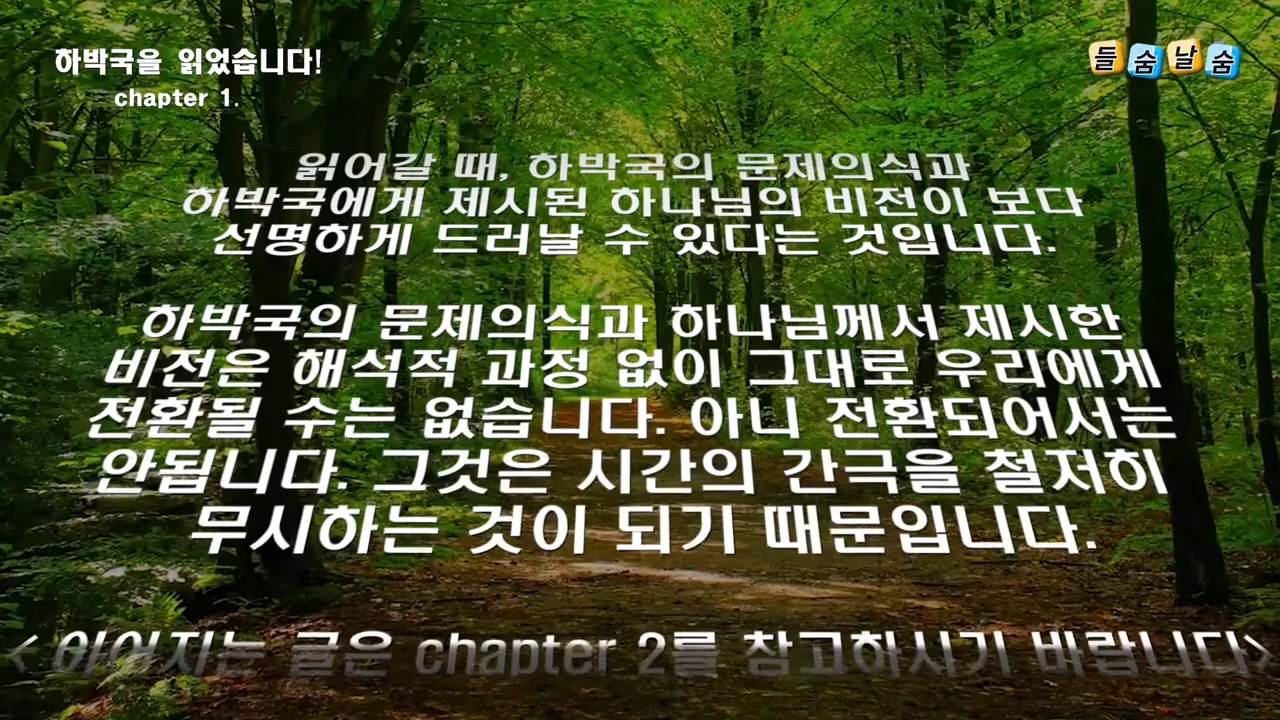 하박국을 읽었습니다!
chapter 1.
들숨날숨
읽어갈 때, 하박국의 문제의식과
하박국에게 제시된 하나님의 비전이 보다
선명하게 드러날 수 있다는 것입니다.
하박국의 문제의식과 하나님께서 제시한
비전은 해석적 과정 없이 그대로 우리에게
전환될 수는 없습니다. 아니 전환되어서는
안됩니다. 그것은 시간의 간극을 철저히
무시하는 것이 되기 때문입니다.
< 이어지는 글은 chapter 2를 참고하시기 바랍니다>